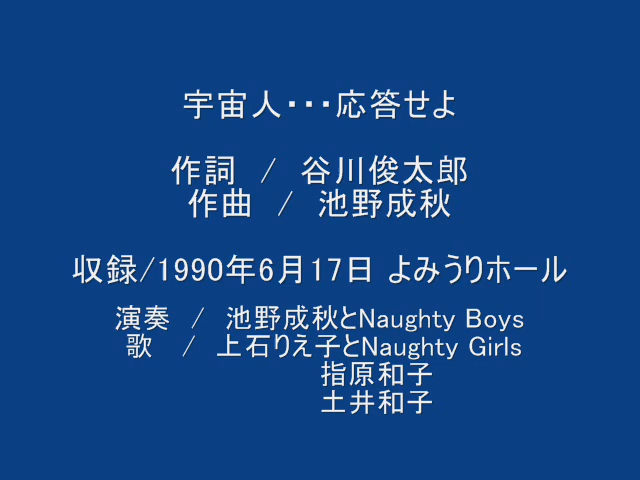 宇宙人・・・応答せよ
作詞　/　谷川俊太郎
作曲　/　池野成秋
収録/1990年6月17日 よみうりホール
演奏　/　池野成秋とNaughty Boys
歌　/　上石りえ子とNaughty Girls
指原和子
土井和子